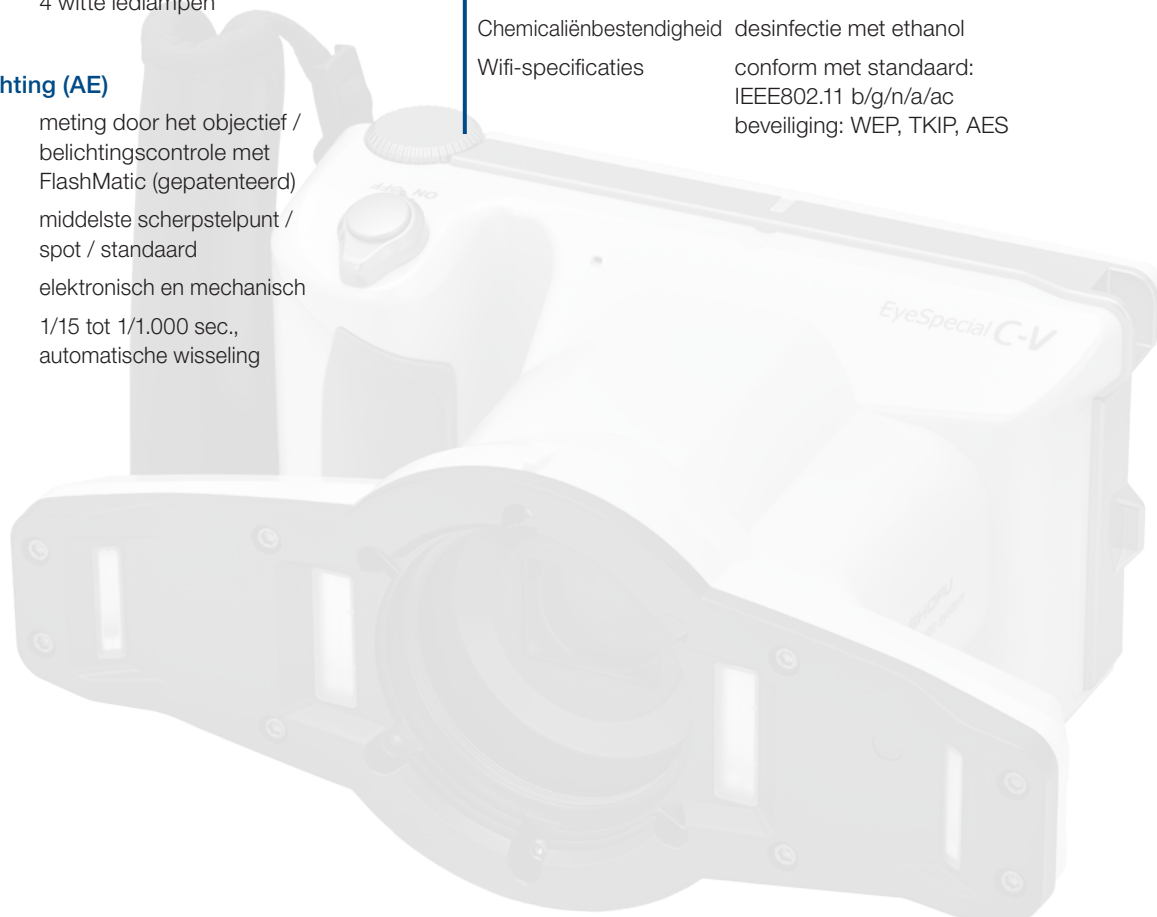 4 witte ledlampen
hting (AE)
meting door het objectief /
belichtingscontrole met
FlashMatic (gepatenteerd)
middelste scherpstelpunt /
spot / standaard
elektronisch en mechanisch
1/15 tot 1/1.000 sec.,
automatische wisseling
Chemicaliënbestendigheid desinfectie met ethanol
Wifi-specificaties conform met standaard:
IEEE802.11 b/g/n/a/ac
beveiliging: WEP, TKIP, AES
ON OFF
EyeSpecial C-V
SHOFU